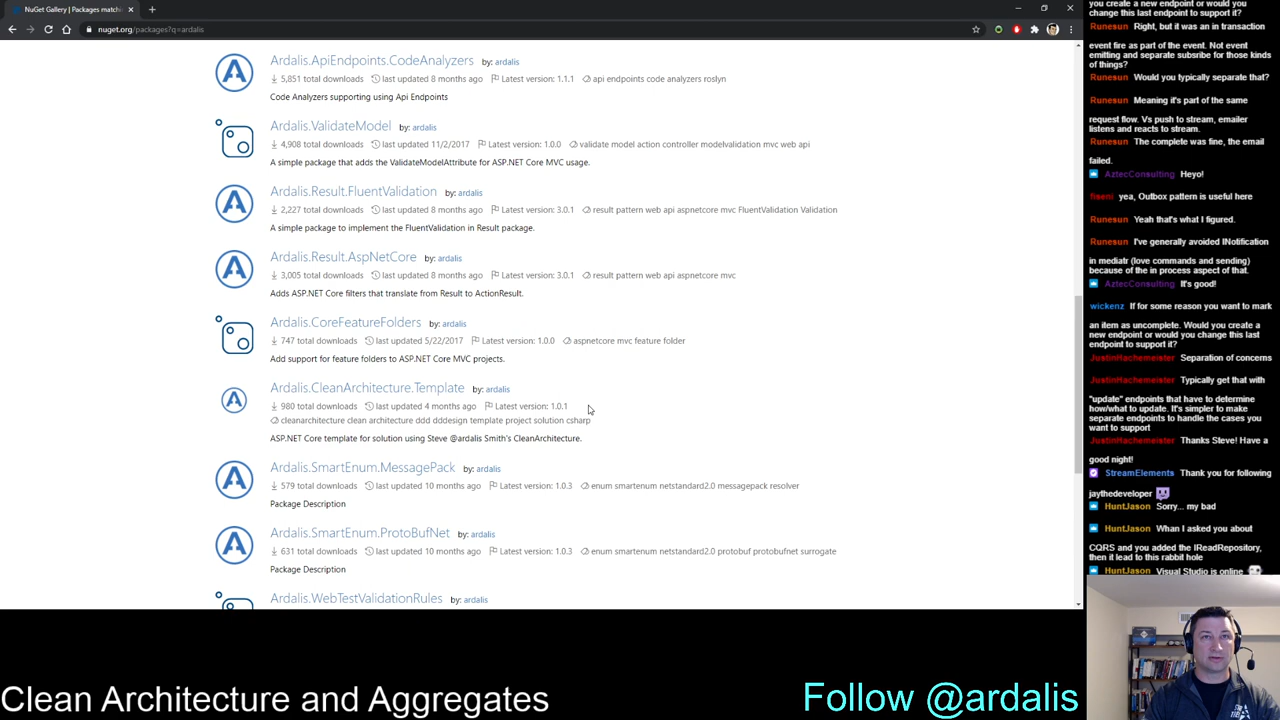 NuGet Gallery | Packages matchi
nuget.org/packages?q=ardalis
Ardalis.ApiEndpoints.CodeAnalyzers by: ardalis
5,851 total downloads last updated 8 months ago Latest version: 1.1.1 api endpoints code analyzers roslyn
Code Analyzers supporting using Api Endpoints
Ardalis.ValidateModel by: ardalis
4,908 total downloads last updated 11/2/2017 Latest version: 1.0.0 validate model action controller modelvalidation mvc web api
A simple package that adds the ValidateModelAttribute for ASP.NET Core MVC usage.
Ardalis.Result.FluentValidation by: ardalis
2,227 total downloads last updated 8 months ago Latest version: 3.0.1 result pattern web api aspnetcore mvc FluentValidation Validation
A simple package to implement the FluentValidation in Result package.
Ardalis.Result.AspNetCore by: ardalis
3,005 total downloads last updated 8 months ago Latest version: 3.0.1 result pattern web api aspnetcore mvc
Adds ASP.NET Core filters that translate from Result to ActionResult.
Ardalis.CoreFeatureFolders by: ardalis
747 total downloads last updated 5/22/2017 Latest version: 1.0.0 aspnetcore mvc feature folder
Add support for feature folders to ASP.NET Core MVC projects.
Ardalis.CleanArchitecture.Template by: ardalis
980 total downloads last updated 4 months ago Latest version: 1.0.1
cleanarchitecture clean architecture ddd dddesign template project solution csharp
ASP.NET Core template for solution using Steve @ardalis Smith's CleanArchitecture.
Ardalis.SmartEnum.MessagePack by: ardalis
579 total downloads last updated 10 months ago Latest version: 1.0.3 enum smartenum netstandard2.0 messagepack resolver
Package Description
Ardalis.SmartEnum.ProtoBufNet by: ardalis
631 total downloads last updated 10 months ago Latest version: 1.0.3 enum smartenum netstandard2.0 protobuf protobufnet surrogate
Package Description
Ardalis.WebTestValidationRules by: ardalis
you create a new endpoint or would you
change this last endpoint to support it?
Runesun Right, but it was an in transaction
event fire as part of the event. Not event
emitting and separate subsribe for those kinds
of things?
Runesun Would you typically separate that?
Runesun Meaning it's part of the same
request flow. Vs push to stream, emailer
listens and reacts to stream.
Runesun The complete was fine, the email
failed.
AztecConsulting Heyo!
fiseni yea, Outbox pattern is useful here
Runesun Yeah that's what I figured.
Runesun I've generally avoided INotification
in mediatr (love commands and sending)
because of the in process aspect of that.
AztecConsulting It's good!
wickenz If for some reason you want to mark
an item as uncomplete. Would you create a
new endpoint or would you change this last
endpoint to support it?
JustinHachemeister Separation of concerns
JustinHachemeister Typically get that with
"update" endpoints that have to determine
how/what to update. It's simpler to make
separate endpoints to handle the cases you
want to support
JustinHachemeister Thanks Steve! Have a
good night!
StreamElements Thank you for following
jaythedeveloper
HuntJason Sorry... my bad
HuntJason Whan I asked you about
CQRS and you added the IReadRepository,
then it lead to this rabbit hole
HuntJason Visual Studio is online
Clean Architecture and Aggregates
Follow @ardalis